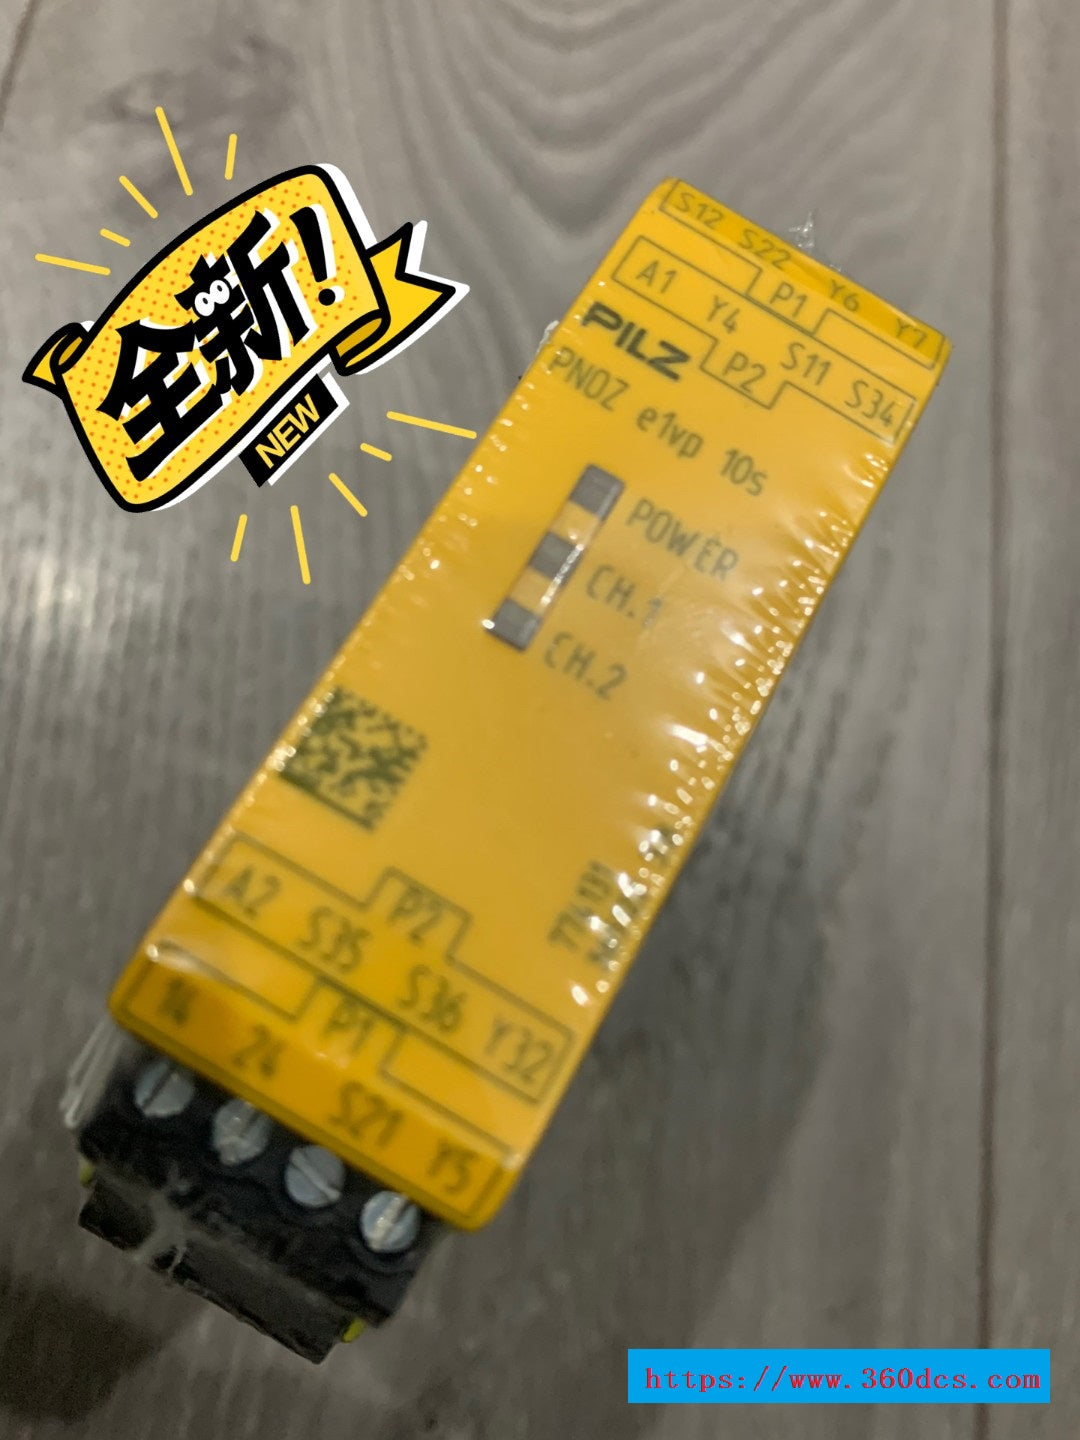 全新!
NEW
S12 S22 Y6 Y7
P1
A1 Y4 S11 S34
P2
PILZ
PNOZ e1vp 10s
POWER
CH.1
CH.2
A2 S35 S36 Y32
P2
P1
14 24 S21 Y5
https://www.360dcs.com